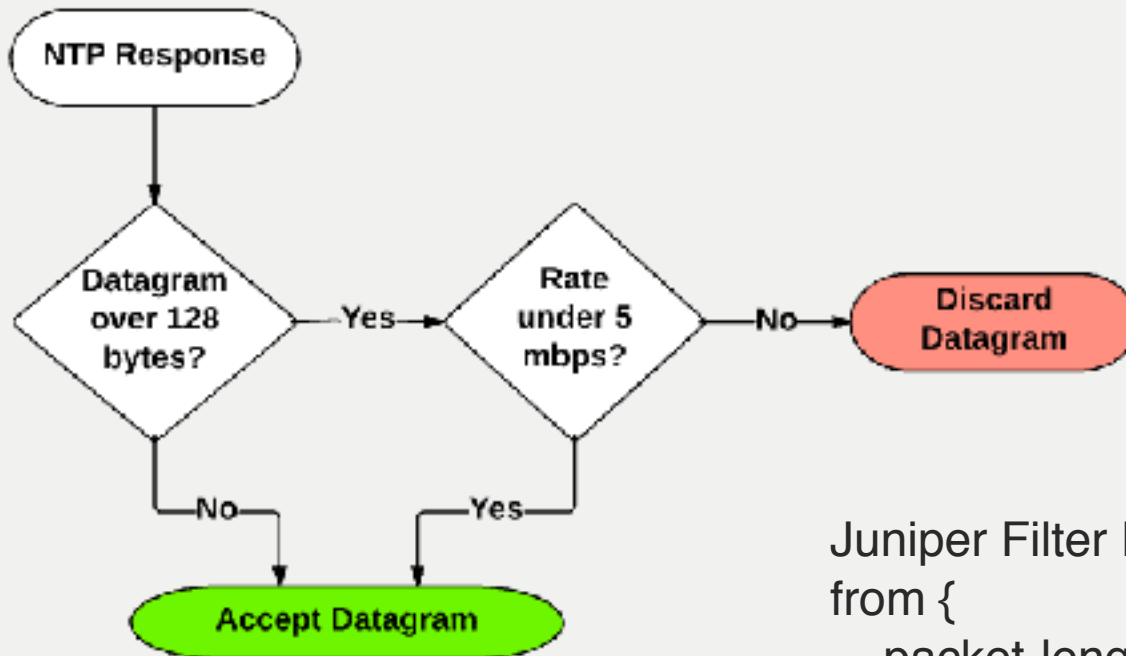 NTP Response
Datagram
over 128
bytes?
Yes
Rate
under 5
mbps?
No
Discard
Datagram
No
Yes
Accept Datagram
Juniper Filter
from {